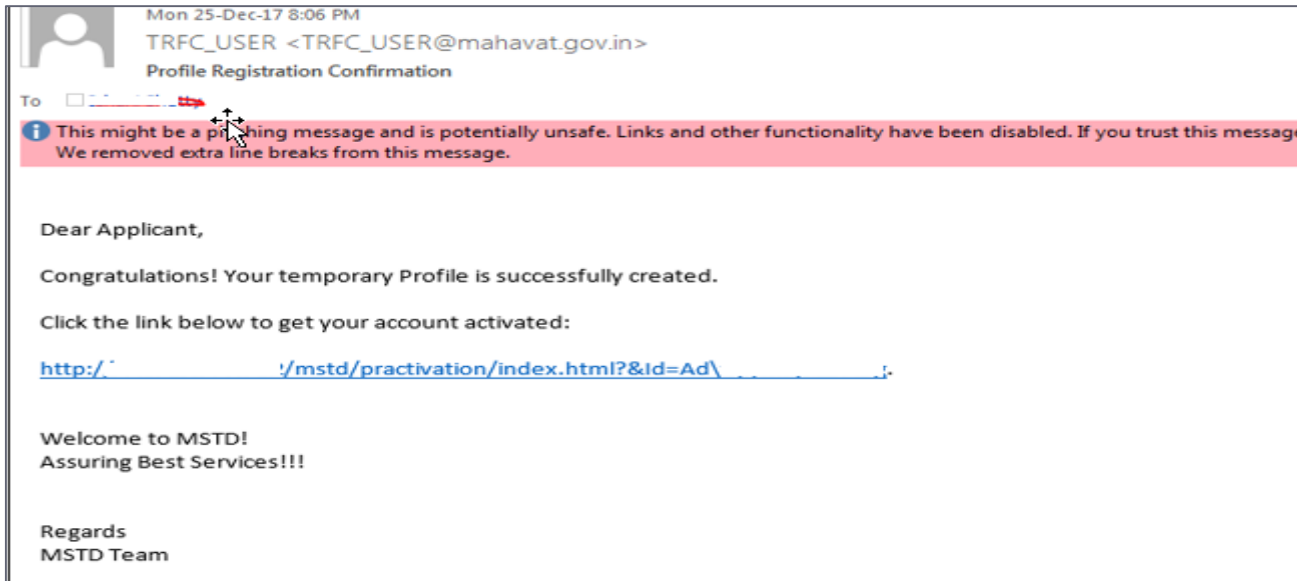 Mon 25-Dec-17 8:06 PM
TRFC_USER <TRFC_USER@mahavat.gov.in>
Profile Registration Confirmation
To
This might be a phishing message and is potentially unsafe. Links and other functionality have been disabled. If you trust this message
We removed extra line breaks from this message.
Dear Applicant,
Congratulations! Your temporary Profile is successfully created.
Click the link below to get your account activated:
http:/ /mstd/practivation/index.html?&Id=Ad\
Welcome to MSTD!
Assuring Best Services!!!
Regards
MSTD Team